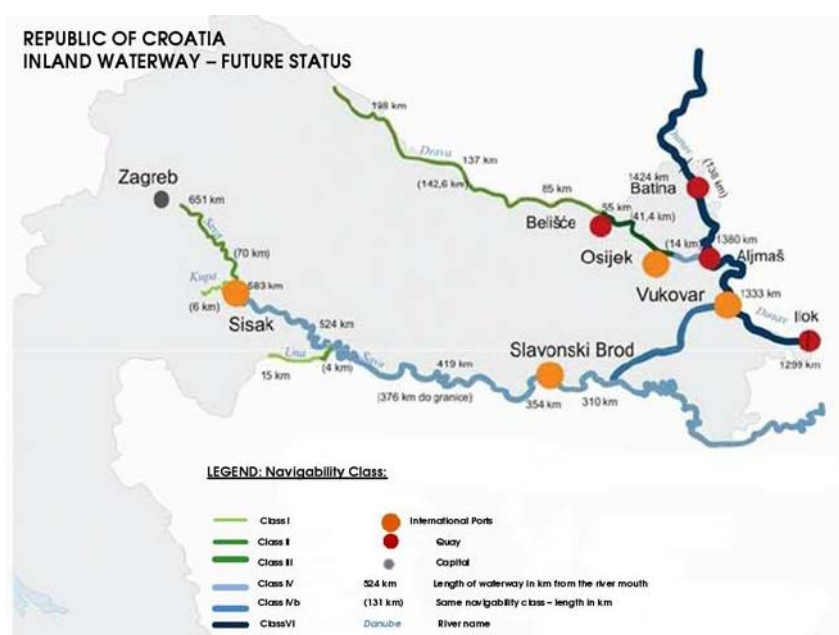 REPUBLIC OF CROATIA
INLAND WATERWAY – FUTURE STATUS
198 km
Drava
137 km
(142,6 km)
85 km
Zagreb
651 km
Sava
(70 km)
Kupa
(6 km)
583 km
Sisak
524 km
Una
(4 km)
15 km
Sava
419 km
(376 km do granice)
Slavonski Brod
354 km
310 km
Belišće
55 km
(41,4 km)
Osijek
(14 km)
Dunav
(138 km)
1424 km
Batina
1380 km
Aljmaš
Vukovar
1333 km
Dunav
Ilok
1299 km
LEGEND: Navigability Class:
Class I
Class II
Class III
Class IV
Class IVb
ClassVI
International Ports
Quay
Capital
524 km Length of waterway in km from the river mouth
(131 km) Same navigability class – length in km
Danube River name